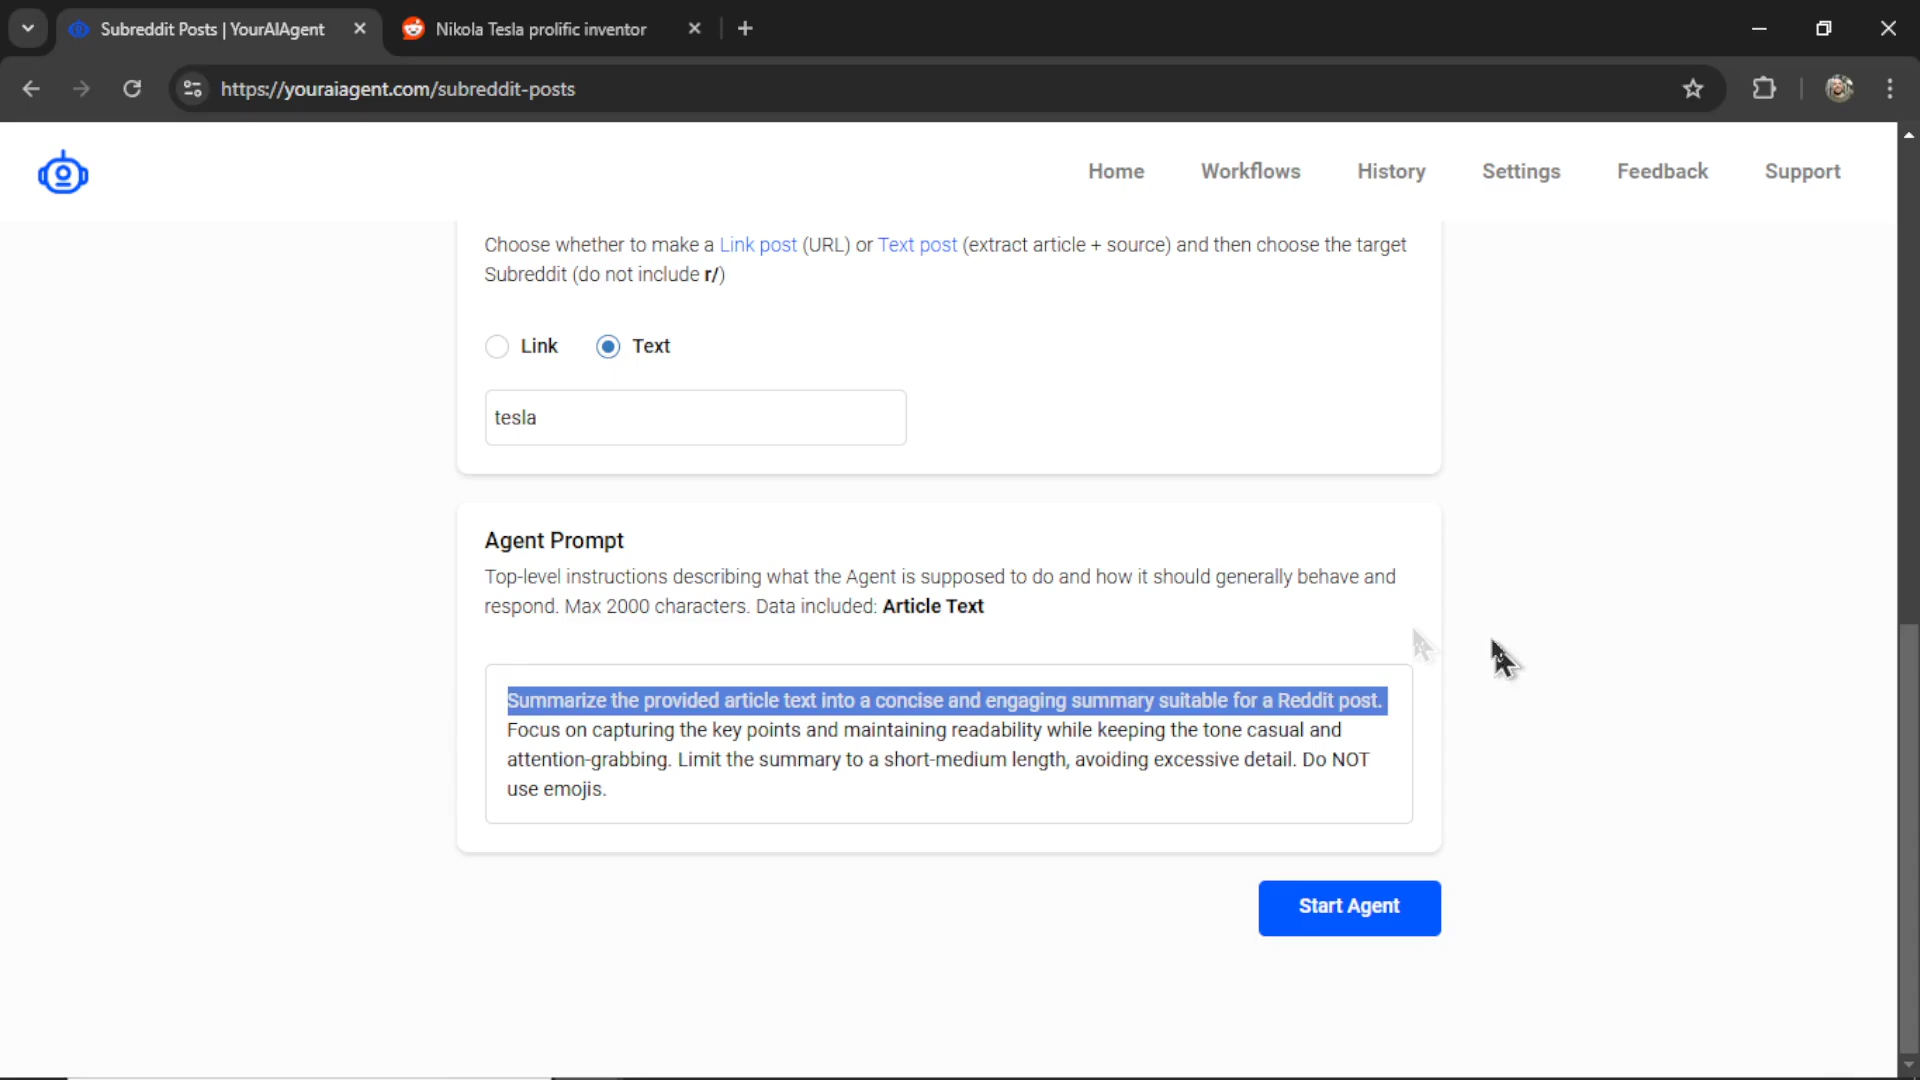 Subreddit Posts | YourAIAgent
Nikola Tesla prolific inventor
https://youraiagent.com/subreddit-posts
Home
Workflows
History
Settings
Feedback
Support
Choose whether to make a Link post (URL) or Text post (extract article + source) and then choose the target
Subreddit (do not include r/)
Link
Text
tesla
Agent Prompt
Top-level instructions describing what the Agent is supposed to do and how it should generally behave and
respond. Max 2000 characters. Data included: Article Text
Summarize the provided article text into a concise and engaging summary suitable for a Reddit post.
Focus on capturing the key points and maintaining readability while keeping the tone casual and
attention-grabbing. Limit the summary to a short-medium length, avoiding excessive detail. Do NOT
use emojis.
Start Agent